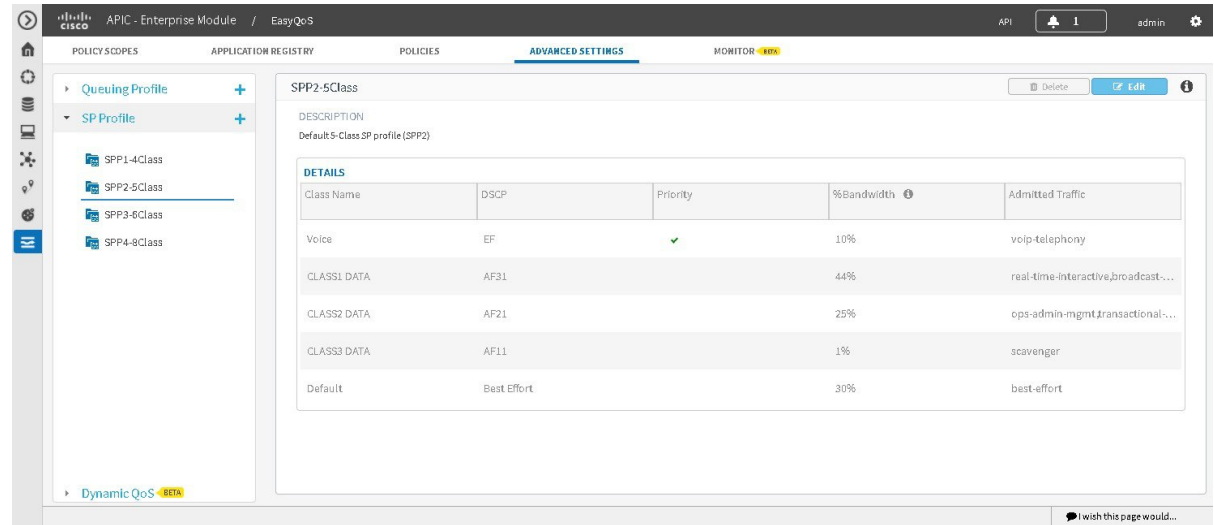 CISCO APIC - Enterprise Module / EasyQoS API 1 admin
POLICY SCOPES APPLICATION REGISTRY POLICIES ADVANCED SETTINGS MONITOR BETA
Queuing Profile +
SP Profile +
SPP1-4Class
SPP2-5Class
SPP3-6Class
SPP4-8Class
Dynamic QoS BETA
SPP2-5Class Delete Edit
DESCRIPTION
Default 5-Class SP profile (SPP2)
DETAILS
Class Name DSCP Priority %Bandwidth Admitted Traffic
Voice EF 10% voip-telephony
CLASS1 DATA AF31 44% real-time-interactive,broadcast-...
CLASS2 DATA AF21 25% ops-admin-mgmt,transactional-...
CLASS3 DATA AF11 1% scavenger
Default Best Effort 30% best-effort
I wish this page would...